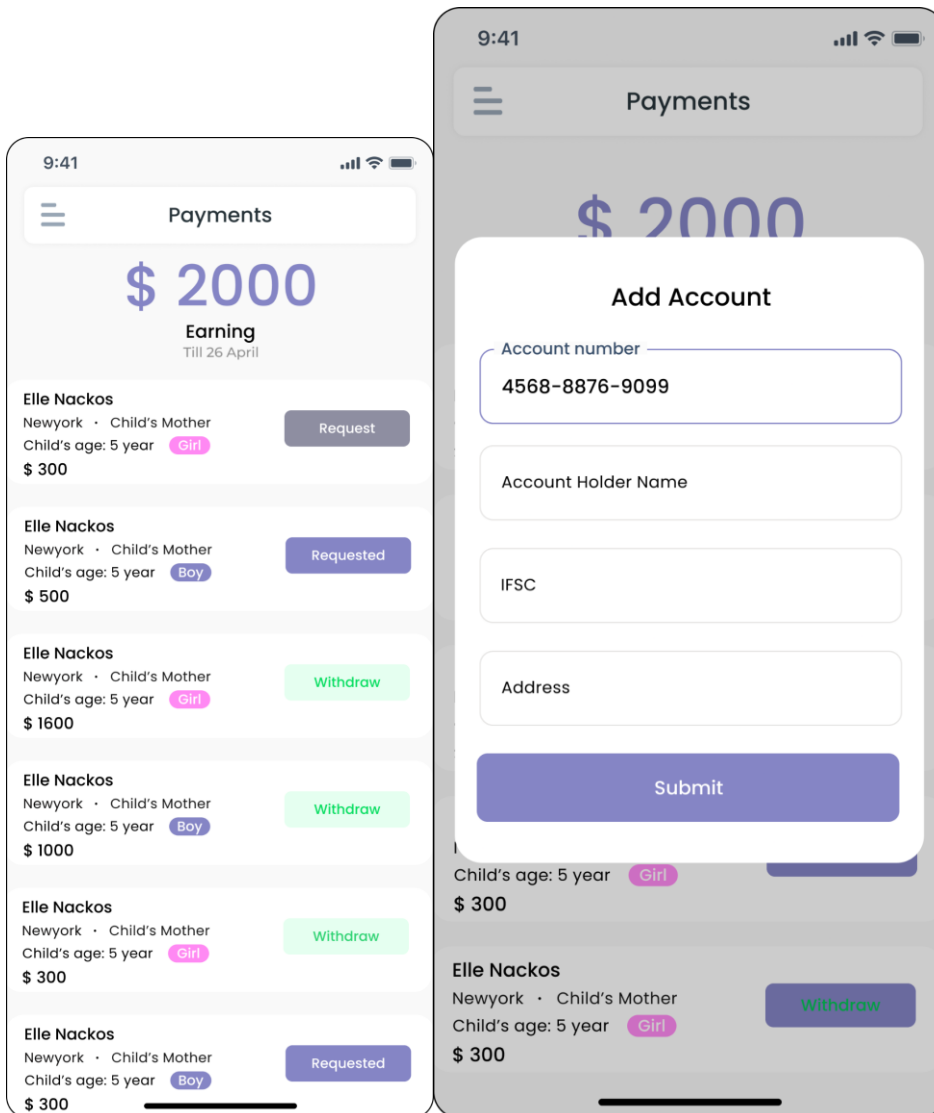 9:41
Payments
$ 2000
Earning
Till 26 April
Elle Nackos
Newyork · Child's Mother
Child's age: 5 year Girl
$ 300
Request
Elle Nackos
Newyork · Child's Mother
Child's age: 5 year Boy
$ 500
Requested
Elle Nackos
Newyork · Child's Mother
Child's age: 5 year Girl
$ 1600
Withdraw
Elle Nackos
Newyork · Child's Mother
Child's age: 5 year Boy
$ 1000
Withdraw
Elle Nackos
Newyork · Child's Mother
Child's age: 5 year Girl
$ 300
Withdraw
Elle Nackos
Newyork · Child's Mother
Child's age: 5 year Boy
$ 300
Requested
9:41
Payments
$ 2000
Add Account
Account number
4568-8876-9099
Account Holder Name
IFSC
Address
Submit
Child's age: 5 year Girl
$ 300
Elle Nackos
Newyork · Child's Mother
Child's age: 5 year Girl
$ 300
Withdraw